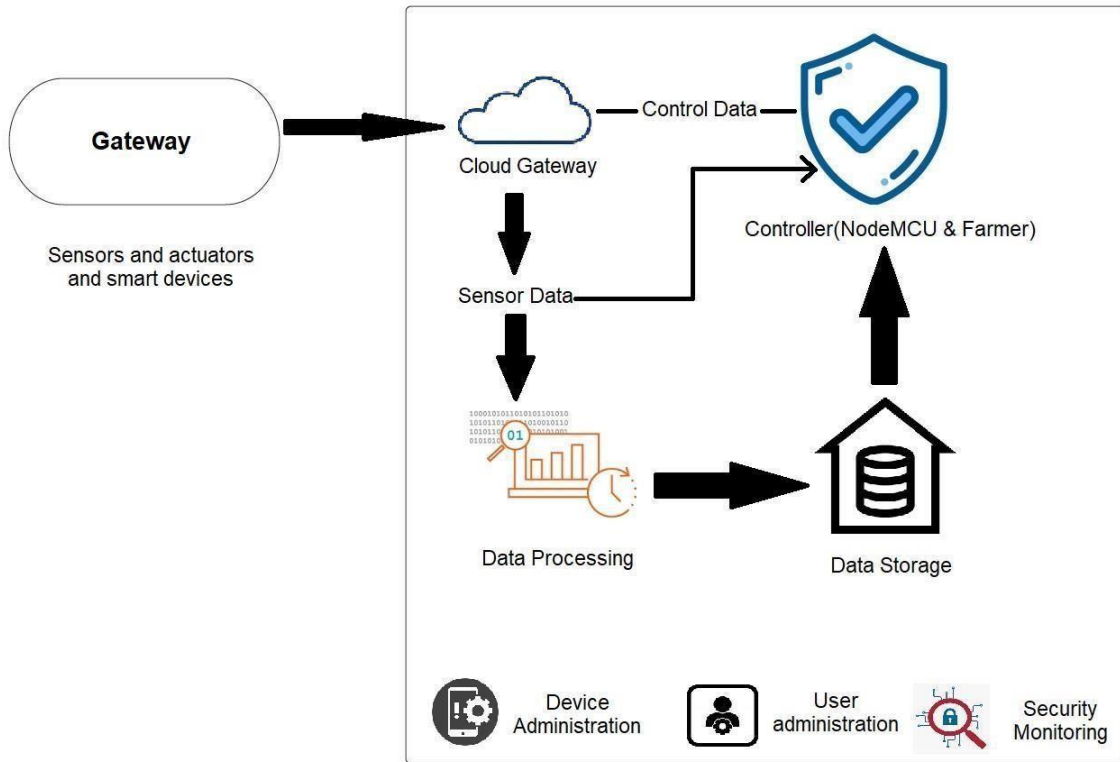 Gateway
Sensors and actuators
and smart devices
Cloud Gateway
Control Data
Controller(NodeMCU & Farmer)
Sensor Data
01
Data Processing
Data Storage
Device
Administration
User
administration
Security
Monitoring